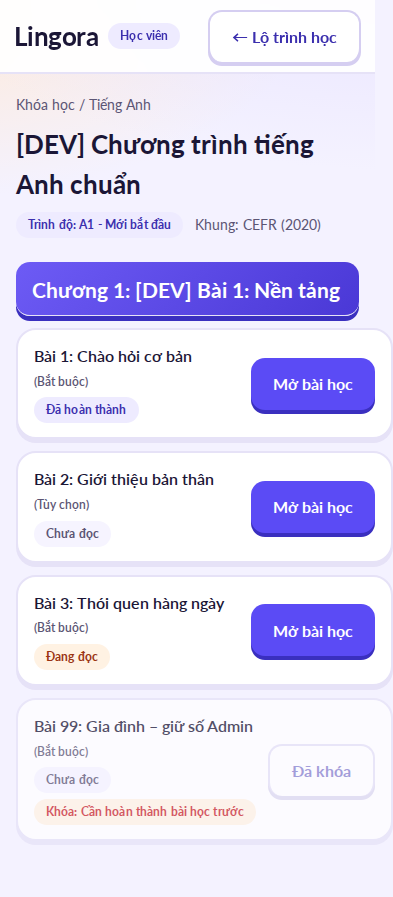 Lingora
Học viên
← Lộ trình học
Khóa học / Tiếng Anh
[DEV] Chương trình tiếng
Anh chuẩn
Trình độ: A1 - Mới bắt đầu
Khung: CEFR (2020)
Chương 1: [DEV] Bài 1: Nền tảng
Bài 1: Chào hỏi cơ bản
(Bắt buộc)
Đã hoàn thành
Mở bài học
Bài 2: Giới thiệu bản thân
(Tùy chọn)
Chưa đọc
Mở bài học
Bài 3: Thói quen hàng ngày
(Bắt buộc)
Đang đọc
Mở bài học
Bài 99: Gia đình – giữ số Admin
(Bắt buộc)
Chưa đọc
Khóa: Cần hoàn thành bài học trước
Đã khóa